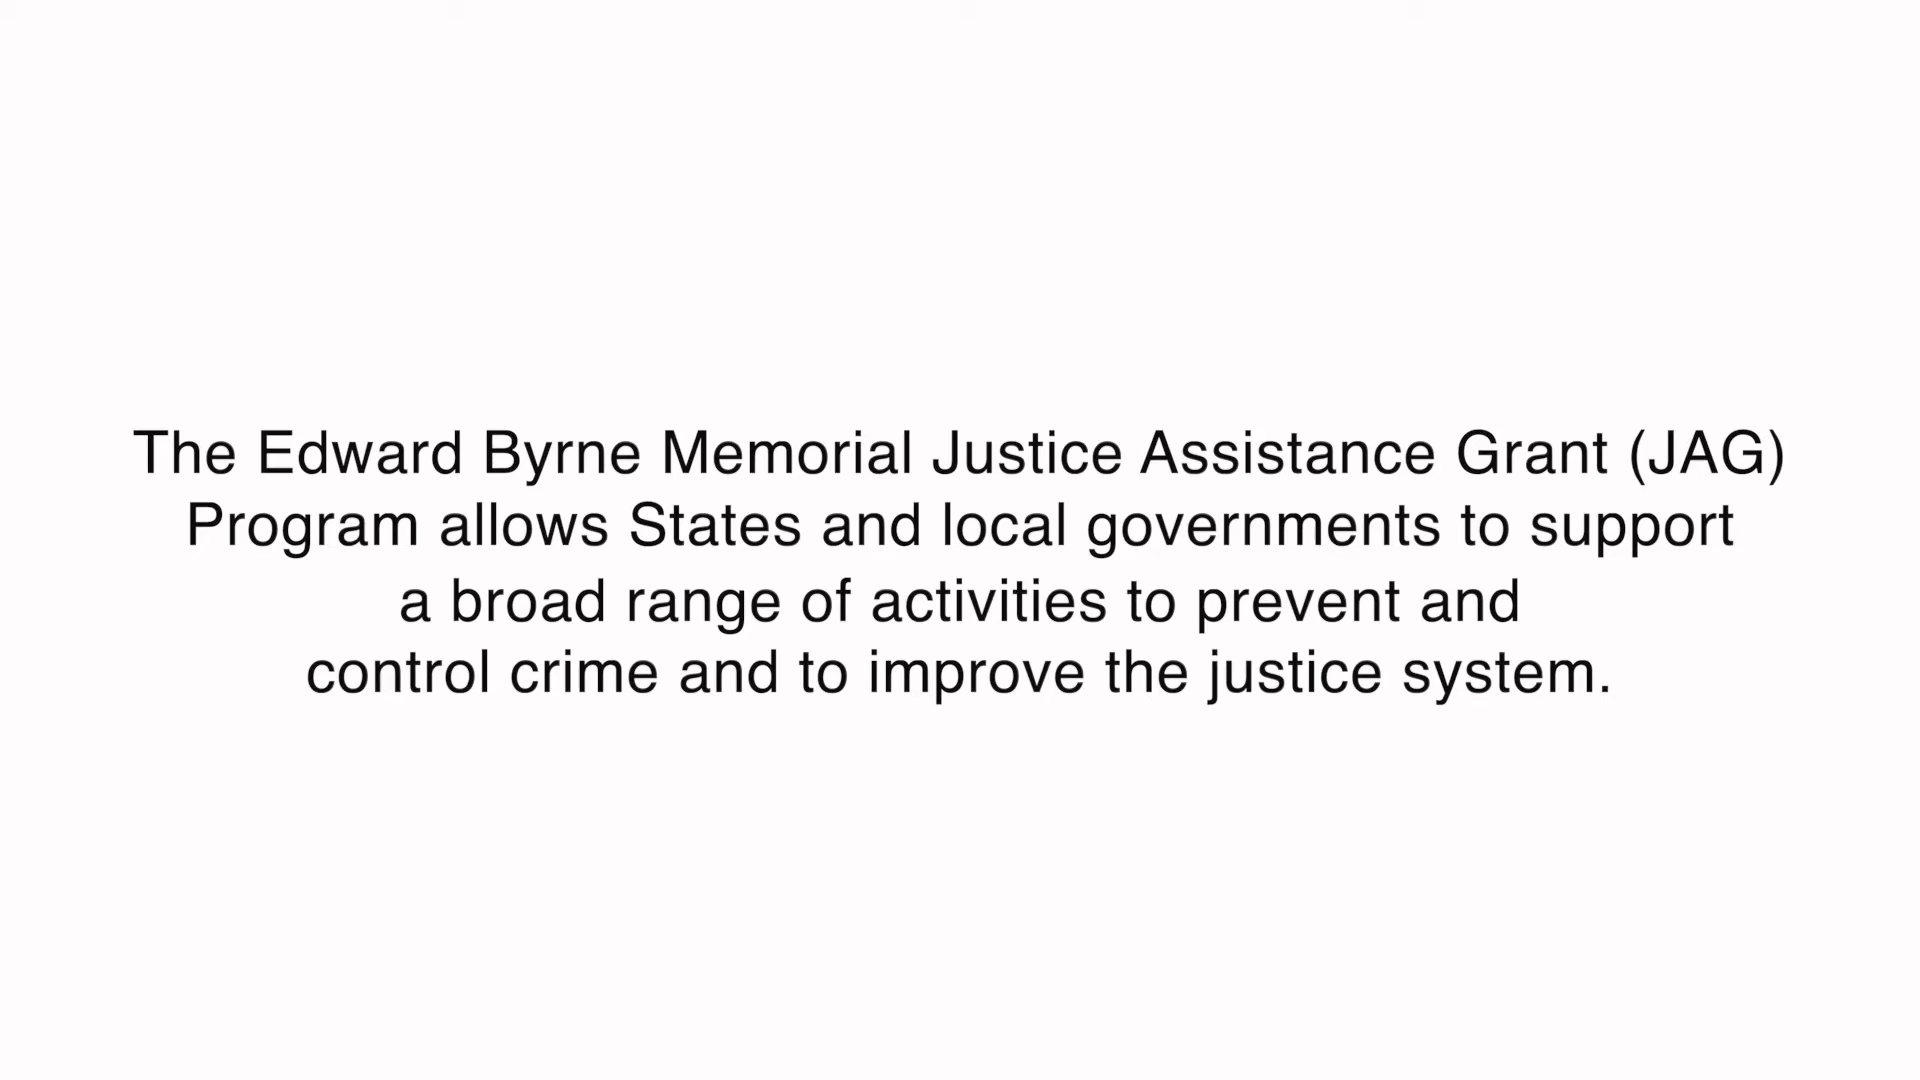 The Edward Byrne Memorial Justice Assistance Grant (JAG)
Program allows States and local governments to support
a broad range of activities to prevent and
control crime and to improve the justice system.